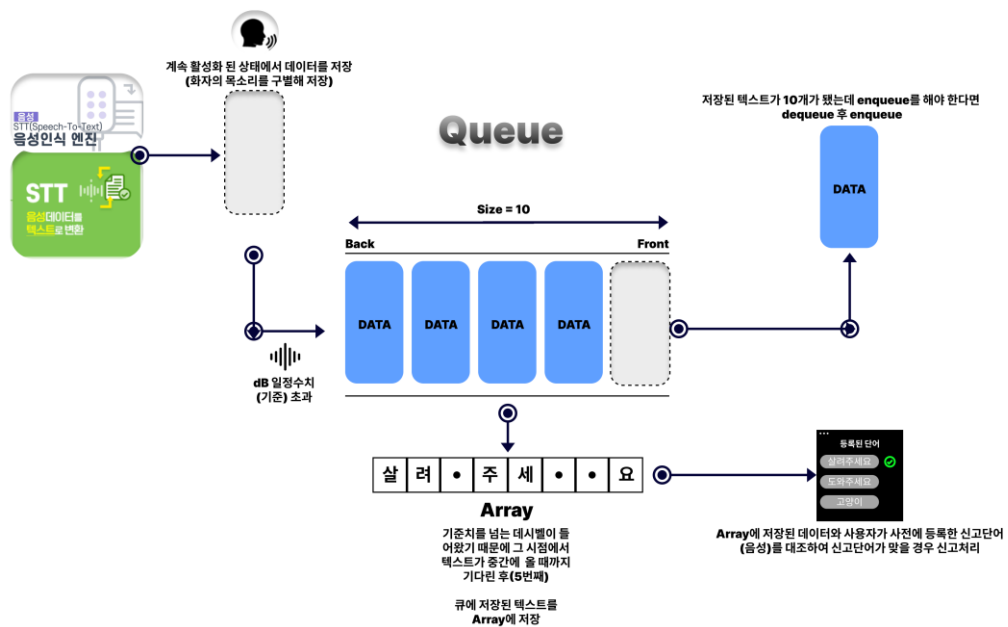 계속 활성화 된 상태에서 데이터를 저장
(화자의 목소리를 구별해 저장)
음성
STT(Speech-To-Text)
음성인식 엔진
STT
음성데이터를
텍스트로 변환
Queue
저장된 텍스트가 10개가 됐는데 enqueue를 해야 한다면
dequeue 후 enqueue
DATA
Size = 10
Back
Front
DATA
DATA
DATA
DATA
dB 일정수치
(기준) 초과
살 려 • 주 세 • • 요
Array
기준치를 넘는 데시벨이 들
어왔기 때문에 그 시점에서
텍스트가 중간에 올 때까지
기다린 후(5번째)
큐에 저장된 텍스트를
Array에 저장
등록된 단어
살려주세요
도와주세요
고양이
Array에 저장된 데이터와 사용자가 사전에 등록한 신고단어
(음성)를 대조하여 신고단어가 맞을 경우 신고처리